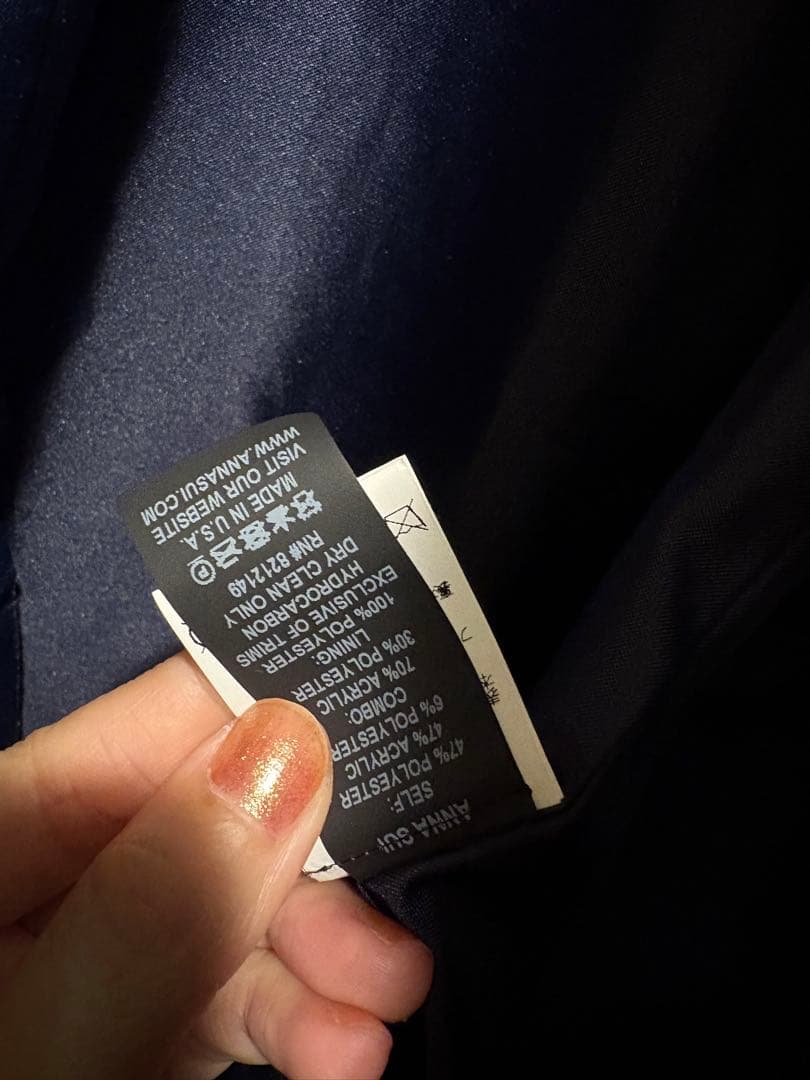 ANNA SUI
SELF:
47% POLYESTER
47% ACRYLIC
6% POLYESTER
COMBO:
70% ACRYLIC
30% POLYESTER
LINING:
100% POLYESTER
EXCLUSIVE OF TRIMS
HYDROCARBON
DRY CLEAN ONLY
RN# 8212149
P
MADE IN U.S.A
VISIT OUR WEBSITE
WWW.ANNASUI.COM